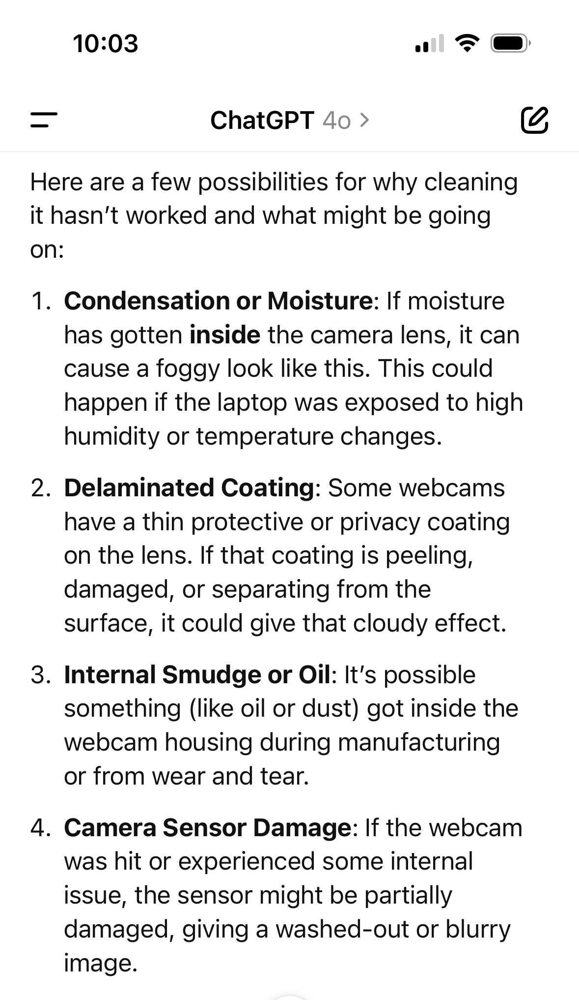 10:03
ChatGPT 4o >
Here are a few possibilities for why cleaning
it hasn’t worked and what might be going
on:
1. Condensation or Moisture: If moisture
has gotten inside the camera lens, it can
cause a foggy look like this. This could
happen if the laptop was exposed to high
humidity or temperature changes.
2. Delaminated Coating: Some webcams
have a thin protective or privacy coating
on the lens. If that coating is peeling,
damaged, or separating from the
surface, it could give that cloudy effect.
3. Internal Smudge or Oil: It’s possible
something (like oil or dust) got inside the
webcam housing during manufacturing
or from wear and tear.
4. Camera Sensor Damage: If the webcam
was hit or experienced some internal
issue, the sensor might be partially
damaged, giving a washed-out or blurry
image.